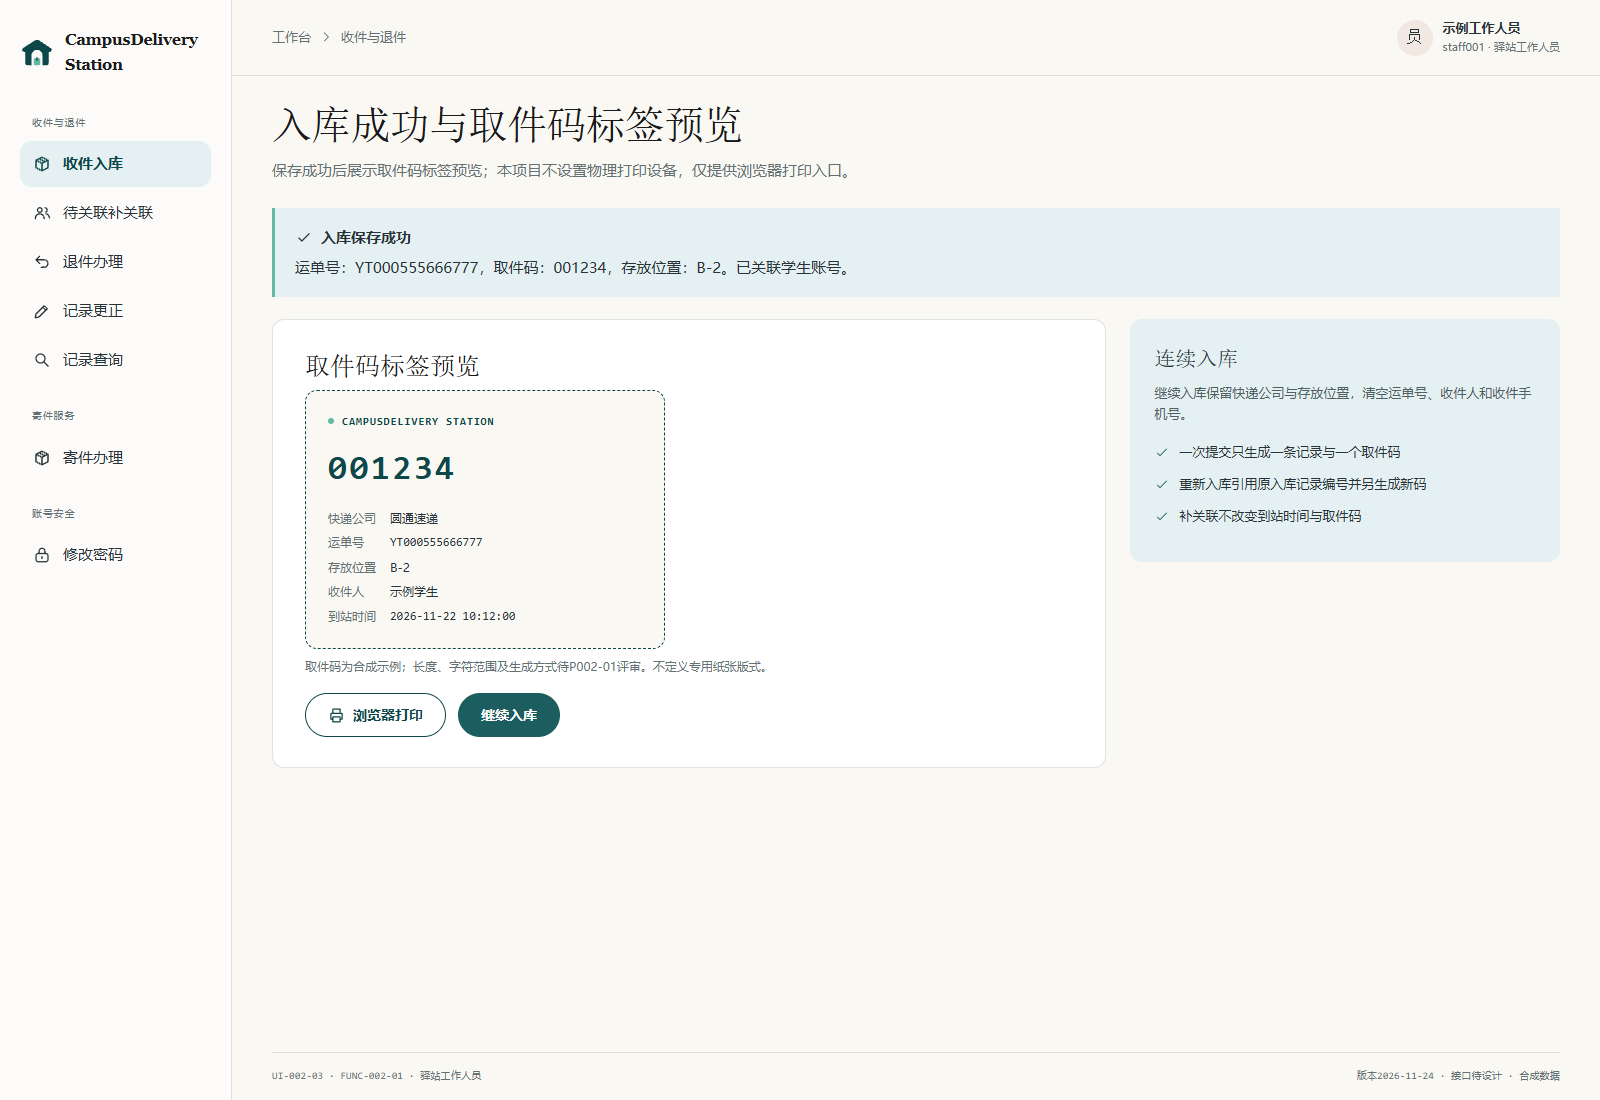 CampusDelivery
Station
收件与退件
收件入库
待关联补关联
退件办理
记录更正
记录查询
寄件服务
寄件办理
账号安全
修改密码
工作台 > 收件与退件
员
示例工作人员
staff001 · 驿站工作人员
入库成功与取件码标签预览
保存成功后展示取件码标签预览；本项目不设置物理打印设备，仅提供浏览器打印入口。
入库保存成功
运单号：YT000555666777，取件码：001234，存放位置：B-2。已关联学生账号。
取件码标签预览
CAMPUSDELIVERY STATION
001234
快递公司 圆通速递
运单号 YT000555666777
存放位置 B-2
收件人 示例学生
到站时间 2026-11-22 10:12:00
取件码为合成示例；长度、字符范围及生成方式待P002-01评审。不定义专用纸张版式。
浏览器打印
继续入库
连续入库
继续入库保留快递公司与存放位置，清空运单号、收件人和收件手
机号。
一次提交只生成一条记录与一个取件码
重新入库引用原入库记录编号并另生成新码
补关联不改变到站时间与取件码
UI-002-03 · FUNC-002-01 · 驿站工作人员
版本2026-11-24 · 接口待设计 · 合成数据